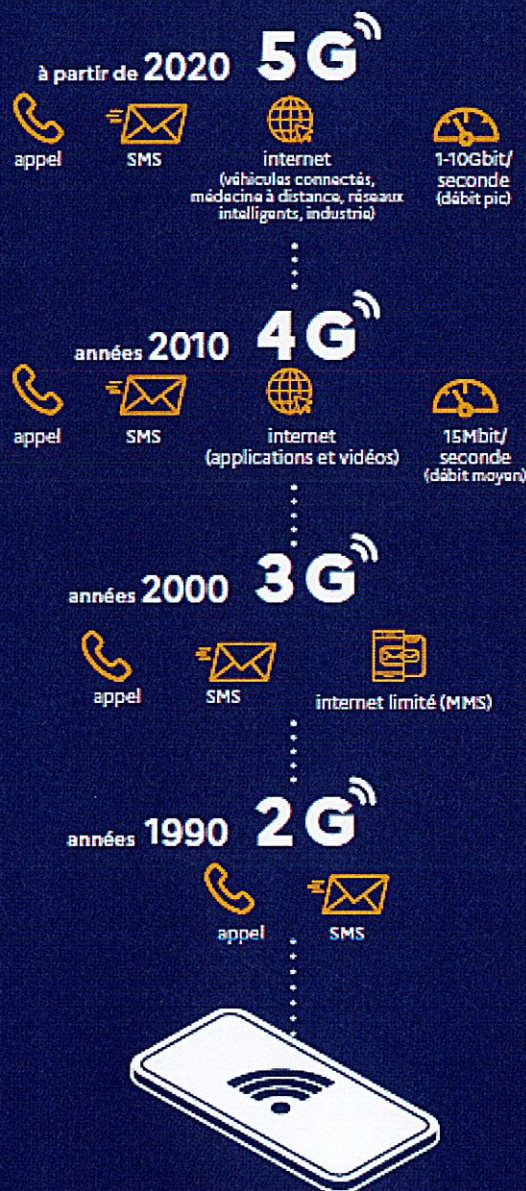 à partir de 2020 5G
appel
SMS
internet
(véhicules connectés,
médecine à distance, réseaux
intelligents, industrie)
1-10Gbit/
seconde
(débit pic)
années 2010 4G
appel
SMS
internet
(applications et vidéos)
15Mbit/
seconde
(débit moyen)
années 2000 3G
appel
SMS
internet limité (MMS)
années 1990 2G
appel
SMS